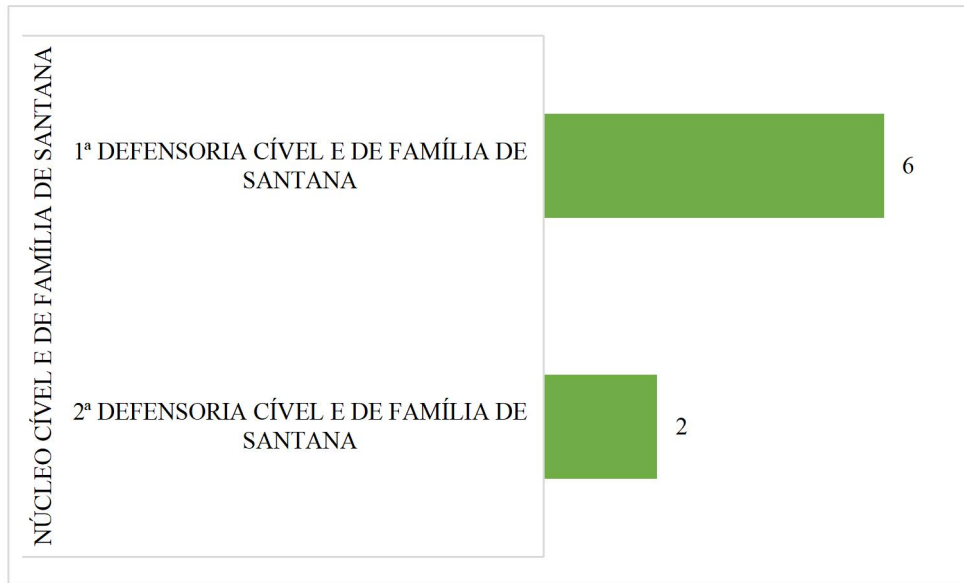 NÚCLEO CÍVEL E DE FAMÍLIA DE SANTANA
1ª DEFENSORIA CÍVEL E DE FAMÍLIA DE
SANTANA
6
2ª DEFENSORIA CÍVEL E DE FAMÍLIA DE
SANTANA
2